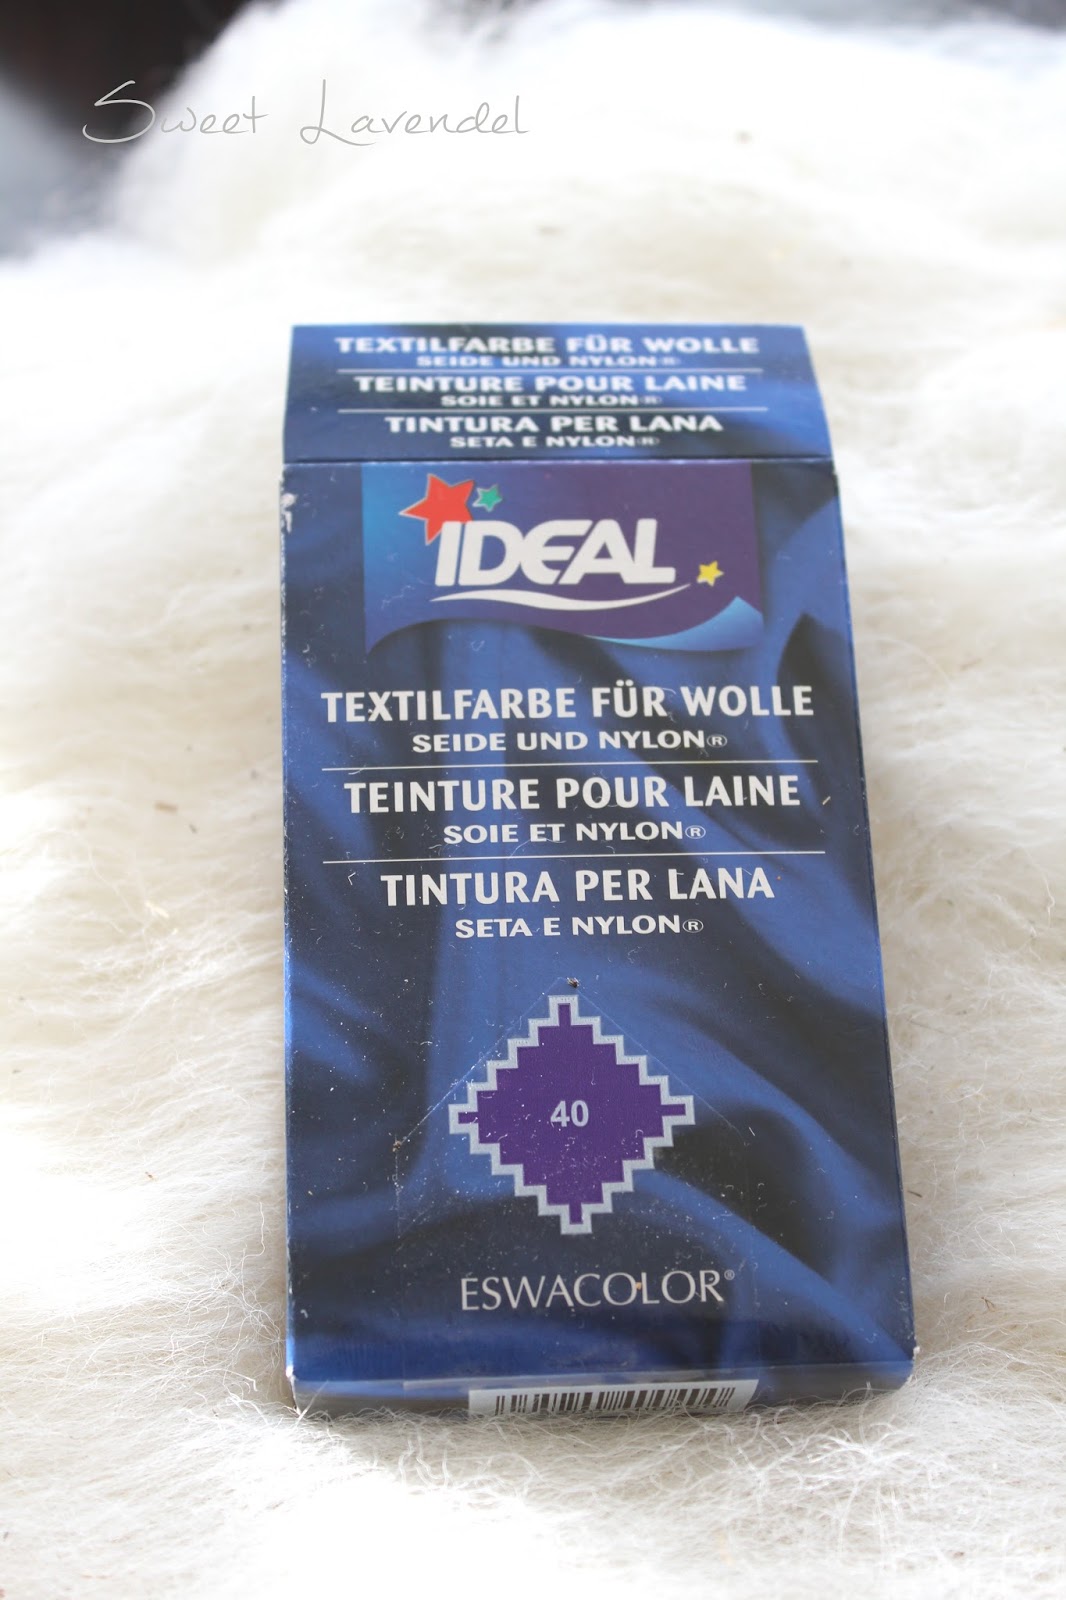 Sweet Lavendel
TEXTILFARBE FÜR WOLLE
SEIDE UND NYLON®
TEINTURE POUR LAINE
SOIE ET NYLON®
TINTURA PER LANA
SETA E NYLON®
IDEAL
TEXTILFARBE FÜR WOLLE
SEIDE UND NYLON®
TEINTURE POUR LAINE
SOIE ET NYLON®
TINTURA PER LANA
SETA E NYLON®
40
ESWACOLOR®